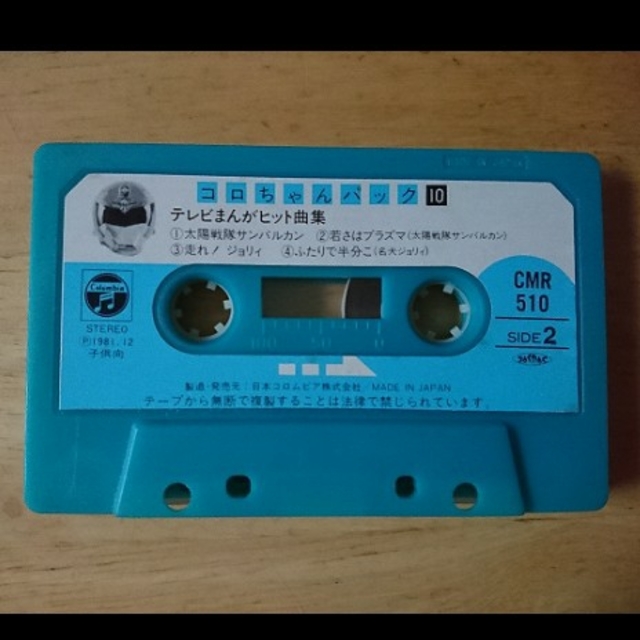 コロちゃんパック 10
テレビまんがヒット曲集
①太陽戦隊サンバルカン ②若さはプラズマ(太陽戦隊サンバルカン)
③走れ!ジョリィ ④ふたりで半分こ(名犬ジョリィ)
Columbia
STEREO
Ⓟ1981.12
子供向
CMR
510
SIDE 2
100 50 0
製造・発売元/日本コロムビア株式会社 MADE IN JAPAN
テープから無断で複製することは法律で禁じられています。